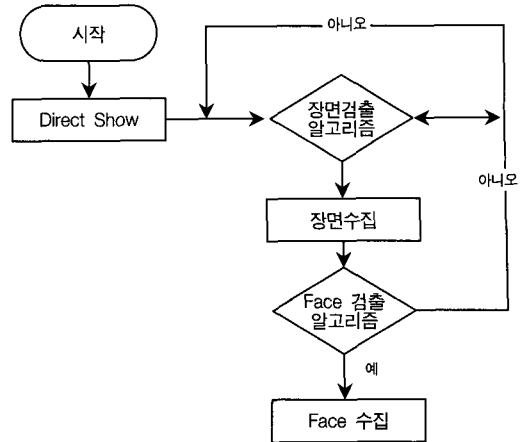 시작
아니오
Direct Show
장면검출
알고리즘
아니오
장면수집
Face 검출
알고리즘
예
Face 수집